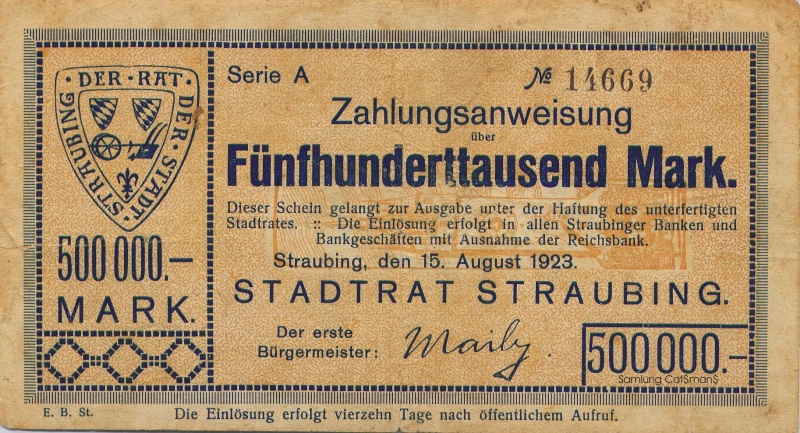 · DER · RAT · DER · STADT · STRAUBING
500 000.—
MARK.
Serie A
№ 14669
Zahlungsanweisung
über
Fünfhunderttausend Mark.
Dieser Schein gelangt zur Ausgabe unter der Haftung des unterfertigten
Stadtrates. :: Die Einlösung erfolgt in allen Straubinger Banken und
Bankgeschäften mit Ausnahme der Reichsbank.
Straubing, den 15. August 1923.
STADTRAT STRAUBING.
Der erste
Bürgermeister: Maily.
500 000.—
Samlung Cat$man$
E. B. St.
Die Einlösung erfolgt vierzehn Tage nach öffentlichem Aufruf.